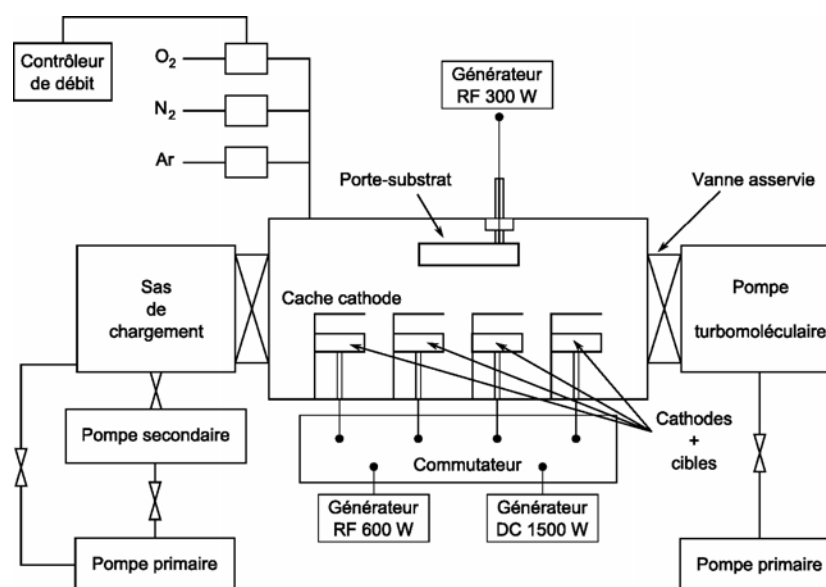 Contrôleur
de débit
O₂
N₂
Ar
Générateur
RF 300 W
Porte-substrat
Vanne asservie
Sas
de
chargement
Cache cathode
Pompe
turbomoléculaire
Pompe secondaire
Commutateur
Cathodes
+
cibles
Générateur
RF 600 W
Générateur
DC 1500 W
Pompe primaire
Pompe primaire